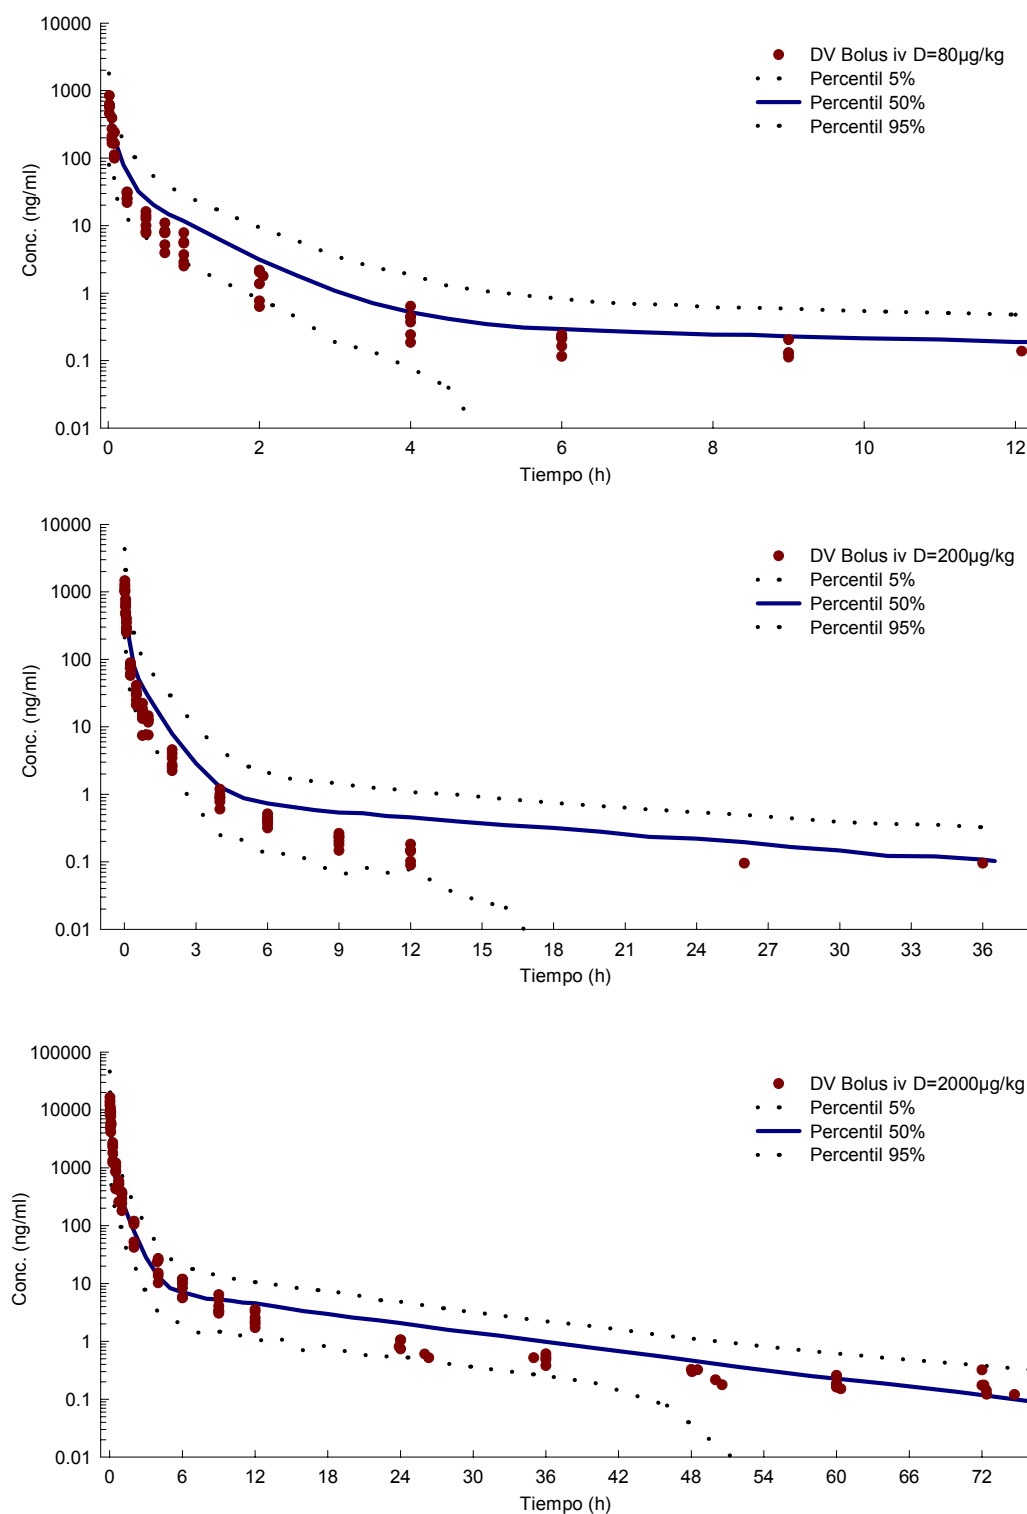 10000
1000
100
10
1
0.1
0.01
Conc. (ng/ml)
0 2 4 6 8 10 12
Tiempo (h)
DV Bolus iv D=80µg/kg
Percentil 5%
Percentil 50%
Percentil 95%
10000
1000
100
10
1
0.1
0.01
Conc. (ng/ml)
0 3 6 9 12 15 18 21 24 27 30 33 36
Tiempo (h)
DV Bolus iv D=200µg/kg
Percentil 5%
Percentil 50%
Percentil 95%
100000
10000
1000
100
10
1
0.1
0.01
Conc. (ng/ml)
0 6 12 18 24 30 36 42 48 54 60 66 72
Tiempo (h)
DV Bolus iv D=2000µg/kg
Percentil 5%
Percentil 50%
Percentil 95%